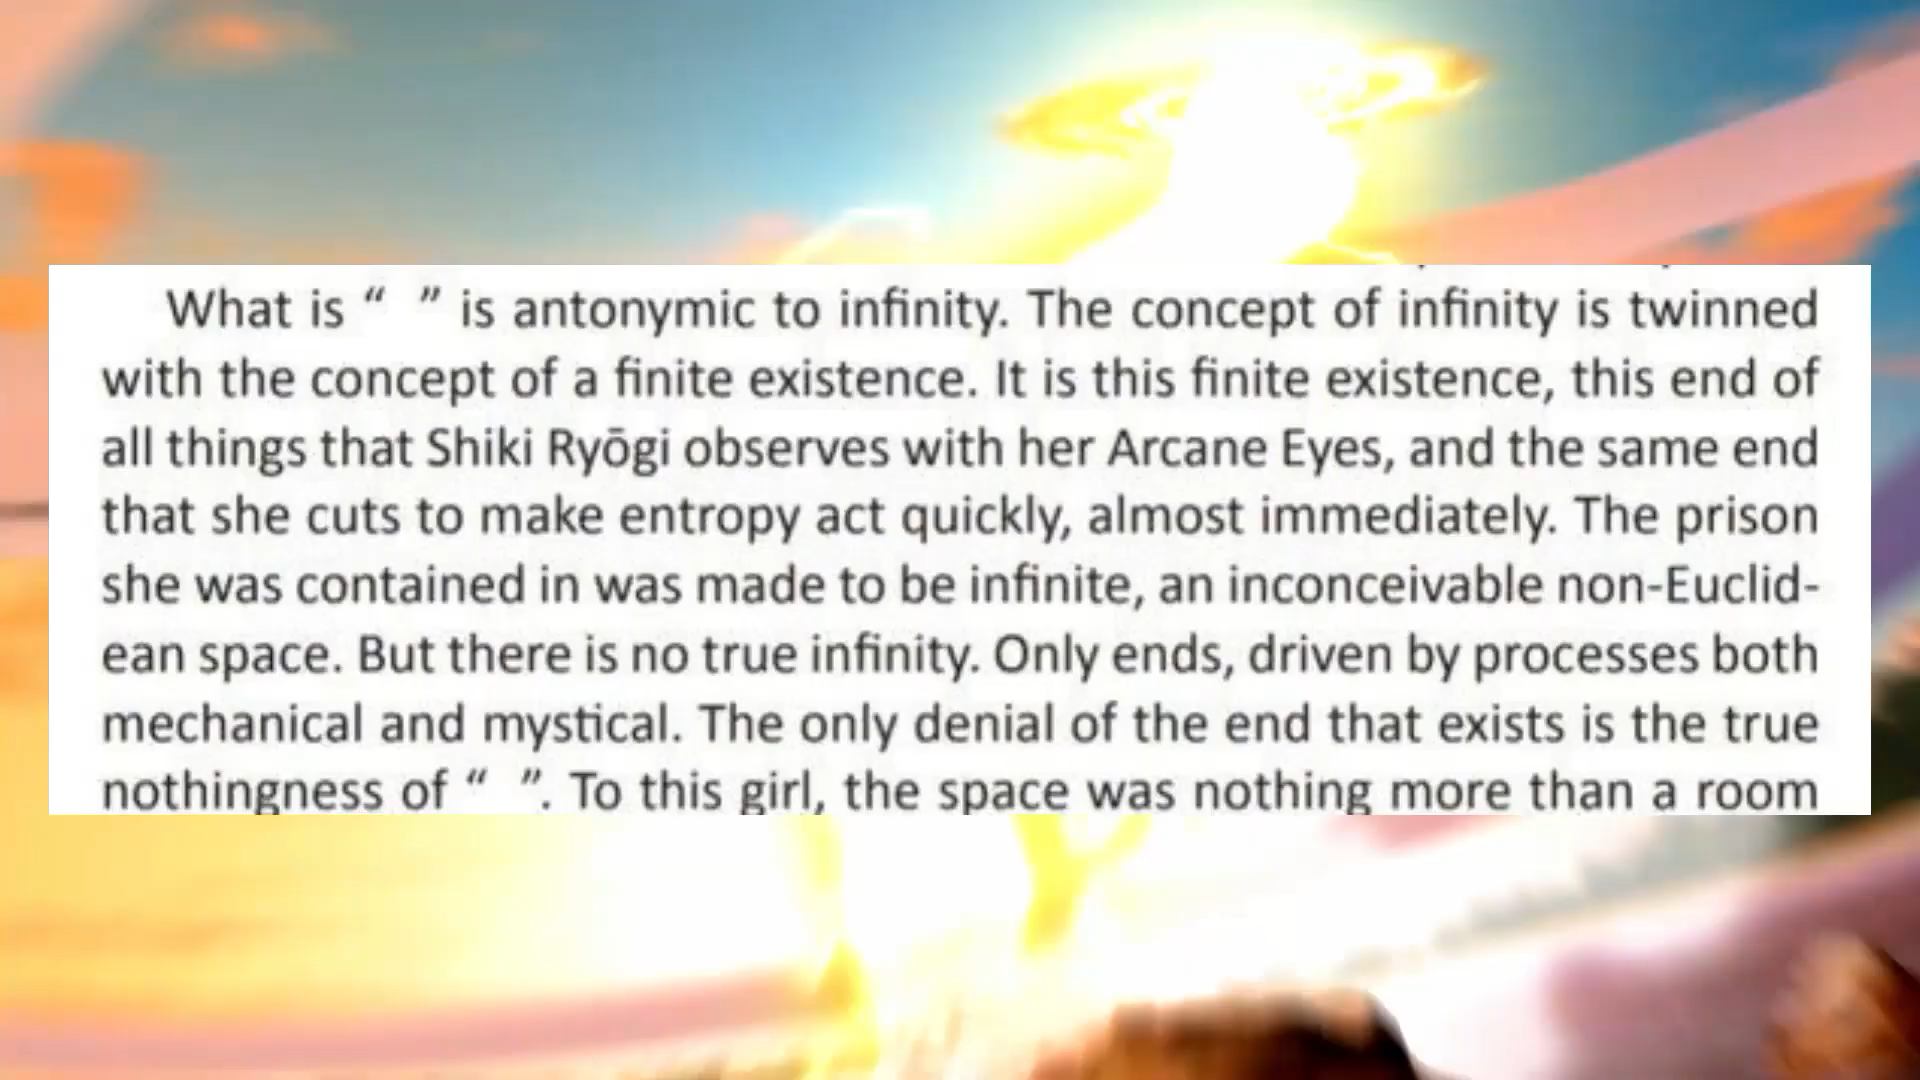 What is “  ” is antonymic to infinity. The concept of infinity is twinned
with the concept of a finite existence. It is this finite existence, this end of
all things that Shiki Ryōgi observes with her Arcane Eyes, and the same end
that she cuts to make entropy act quickly, almost immediately. The prison
she was contained in was made to be infinite, an inconceivable non-Euclid-
ean space. But there is no true infinity. Only ends, driven by processes both
mechanical and mystical. The only denial of the end that exists is the true
nothingness of “  ”. To this girl, the space was nothing more than a room